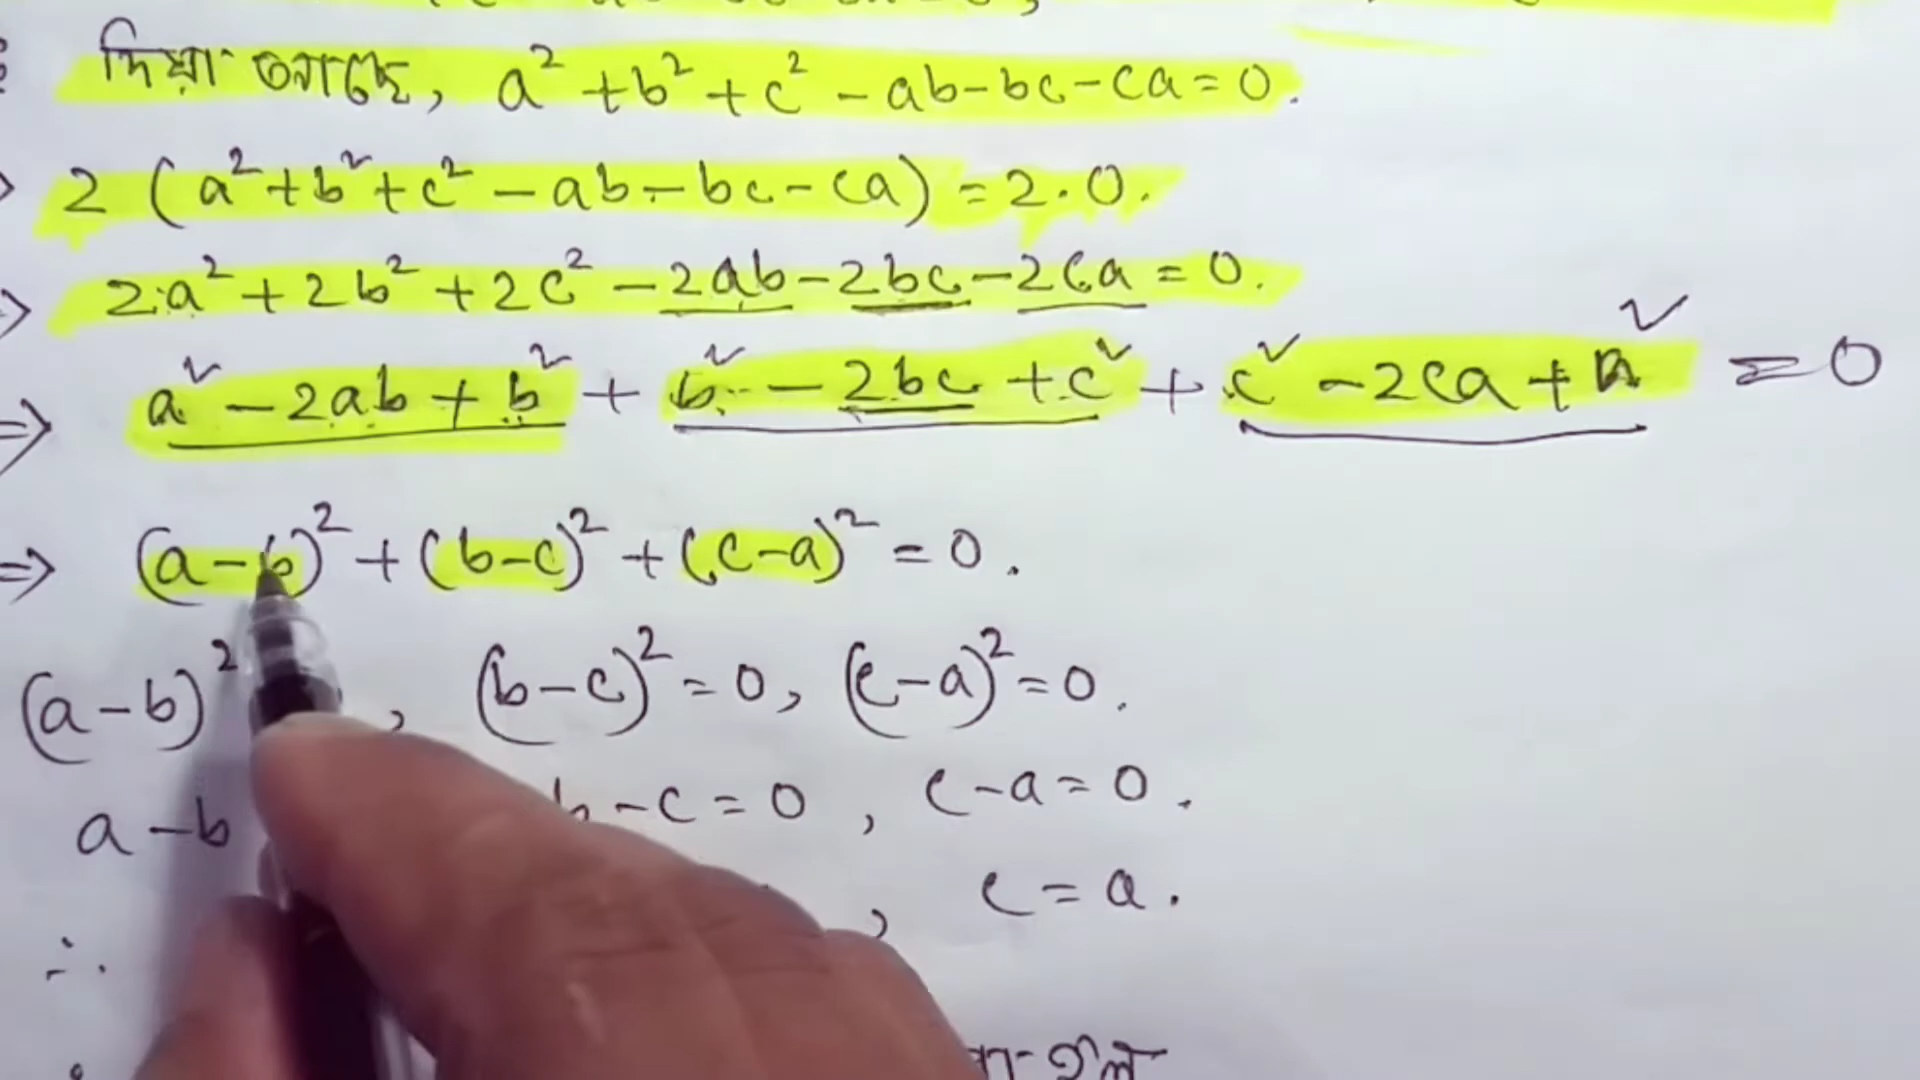 দিয়া আছে, a² + b² + c² - ab - bc - ca = 0.
2 (a² + b² + c² - ab - bc - ca) = 2·0.
⇒ 2a² + 2b² + 2c² - 2ab - 2bc - 2ca = 0.
⇒ a² - 2ab + b² + b² - 2bc + c² + c² - 2ca + a² = 0
⇒ (a-b)² + (b-c)² + (c-a)² = 0.
(a-b)² , (b-c)² = 0, (c-a)² = 0.
a-b b-c = 0, c-a = 0.
∴ , c = a.